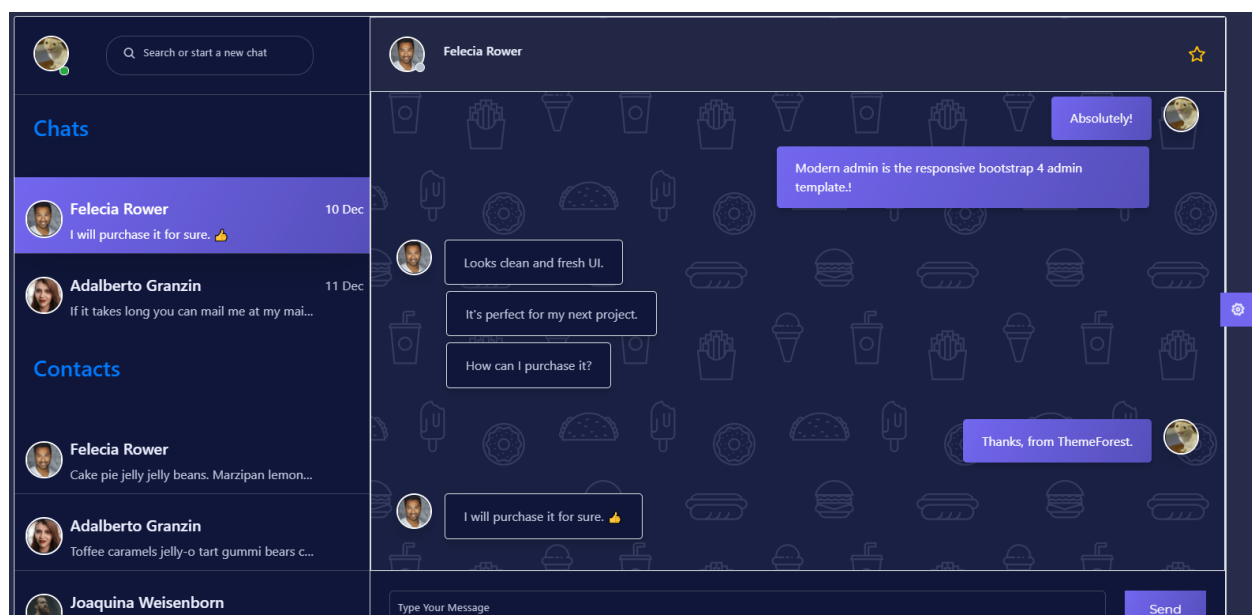 Search or start a new chat
Chats
Felecia Rower
10 Dec
I will purchase it for sure. 👍
Adalberto Granzin
11 Dec
If it takes long you can mail me at my mai...
Contacts
Felecia Rower
Cake pie jelly jelly beans. Marzipan lemon...
Adalberto Granzin
Toffee caramels jelly-o tart gummi bears c...
Joaquina Weisenborn
Felecia Rower
Absolutely!
Modern admin is the responsive bootstrap 4 admin
template.!
Looks clean and fresh UI.
It's perfect for my next project.
How can I purchase it?
Thanks, from ThemeForest.
I will purchase it for sure. 👍
Type Your Message
Send